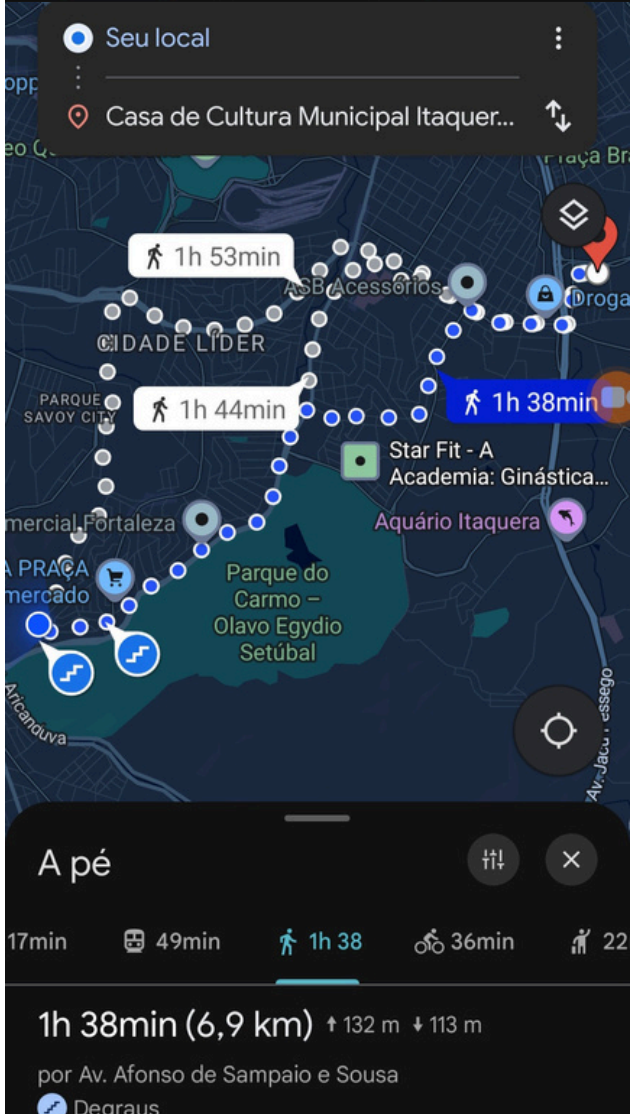 Seu local
opp
Casa de Cultura Municipal Itaquer...
eo Q
Praça Bra
1h 53min
ASB Acessórios
Droga
CIDADE LÍDER
PARQUE
SAVOY CITY
1h 44min
1h 38min
Star Fit - A
Academia: Ginástica...
mercial Fortaleza
Aquário Itaquera
A PRAÇA
mercado
Parque do
Carmo –
Olavo Egydio
Setúbal
Aricanduva
Av. Jacu Pessego
A pé
17min
49min
1h 38
36min
22
1h 38min (6,9 km) 132 m 113 m
por Av. Afonso de Sampaio e Sousa
Degraus